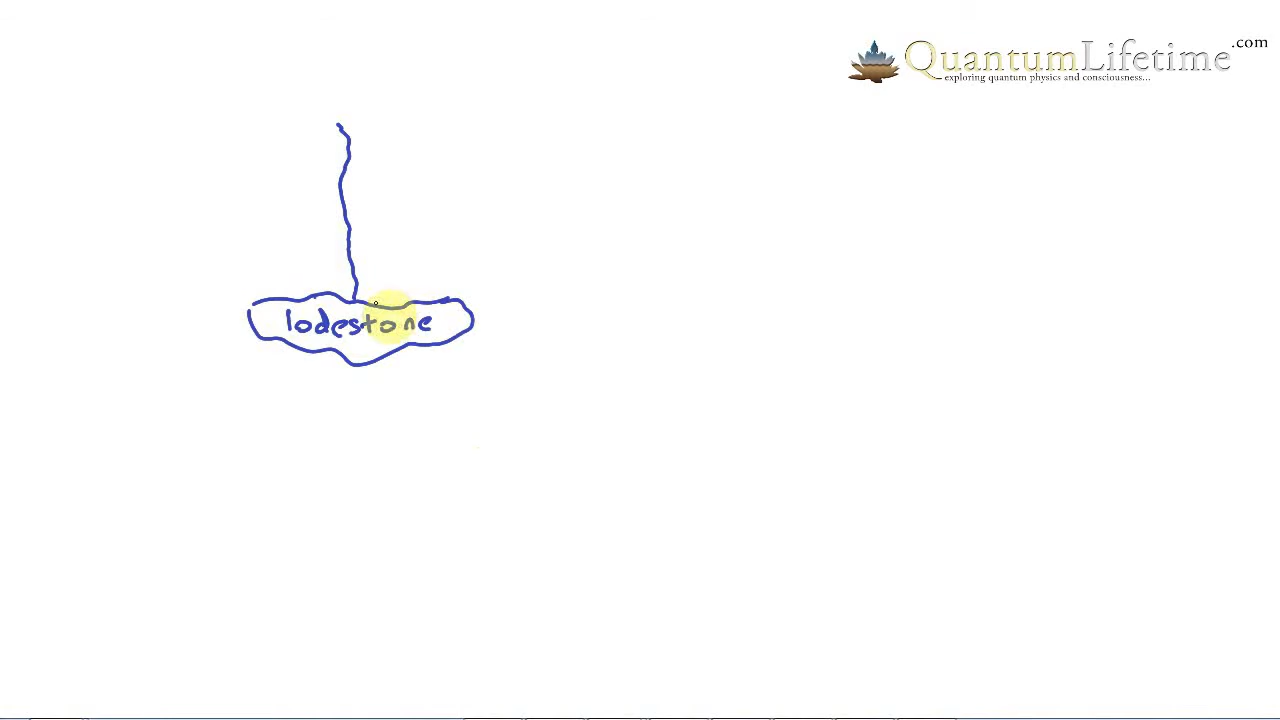 QuantumLifetime.com
exploring quantum physics and consciousness...
lodestone